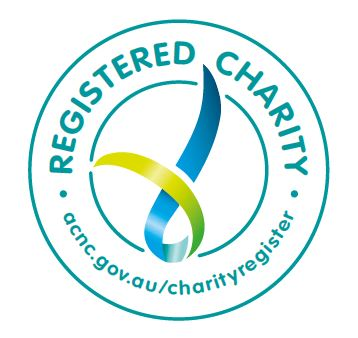 REGISTERED CHARITY
acnc.gov.au/charityregister